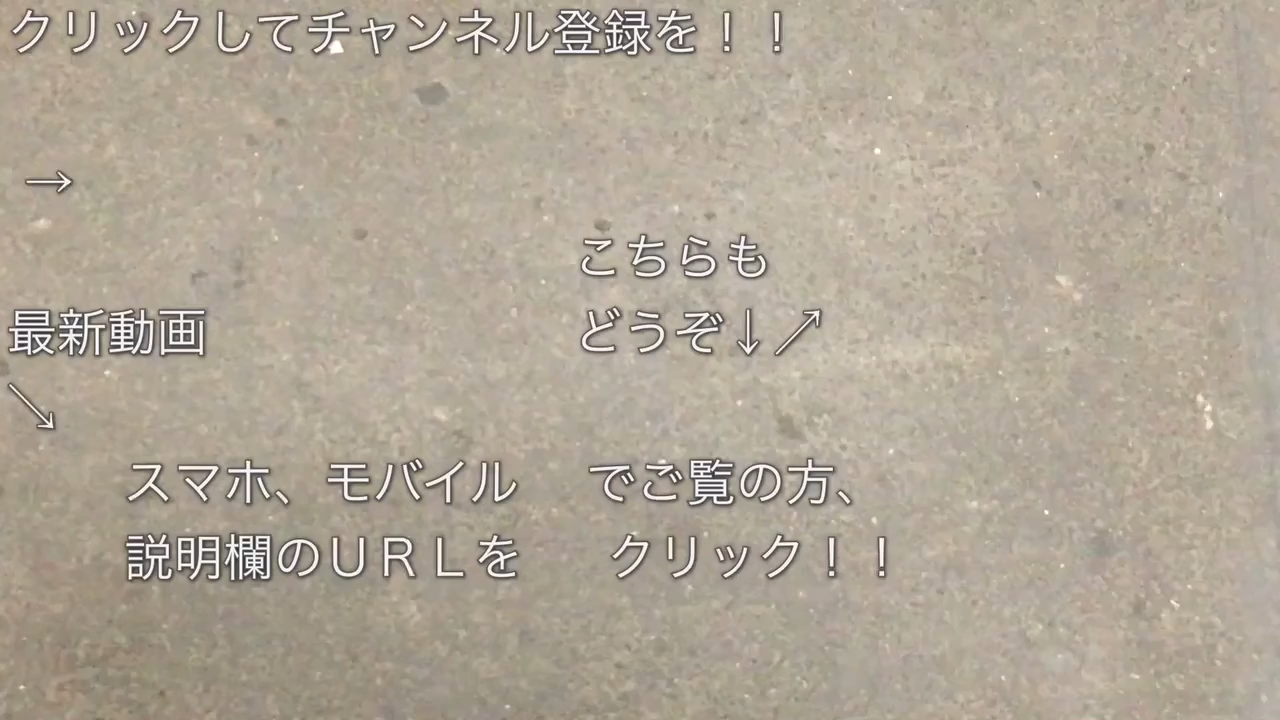 クリックしてチャンネル登録を！！
→
こちらも
どうぞ↓↗
最新動画
↘
スマホ、モバイル でご覧の方、
説明欄のＵＲＬを クリック！！